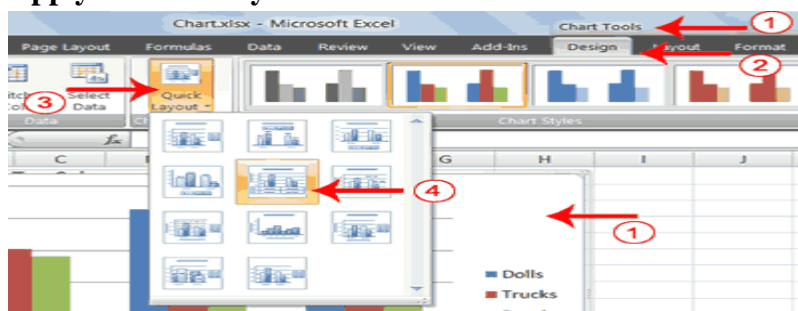 Chart.xlsx - Microsoft Excel
Chart Tools
1
Page Layout Formulas Data Review View Add-Ins Design Layout Format
2
3
Select
Data
Quick
Layout
Data
Chart Styles
fx
C G H I J
4
1
Dolls
Trucks